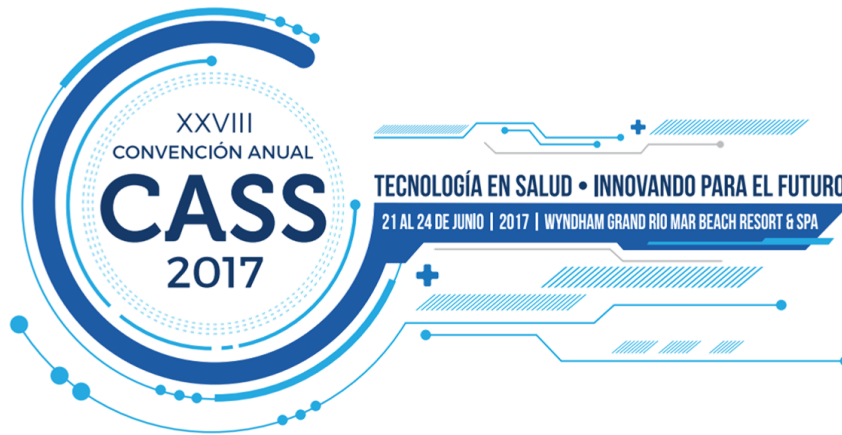 XXVIII
CONVENCIÓN ANUAL
CASS
2017
TECNOLOGÍA EN SALUD • INNOVANDO PARA EL FUTURO
21 AL 24 DE JUNIO | 2017 | WYNDHAM GRAND RIO MAR BEACH RESORT & SPA